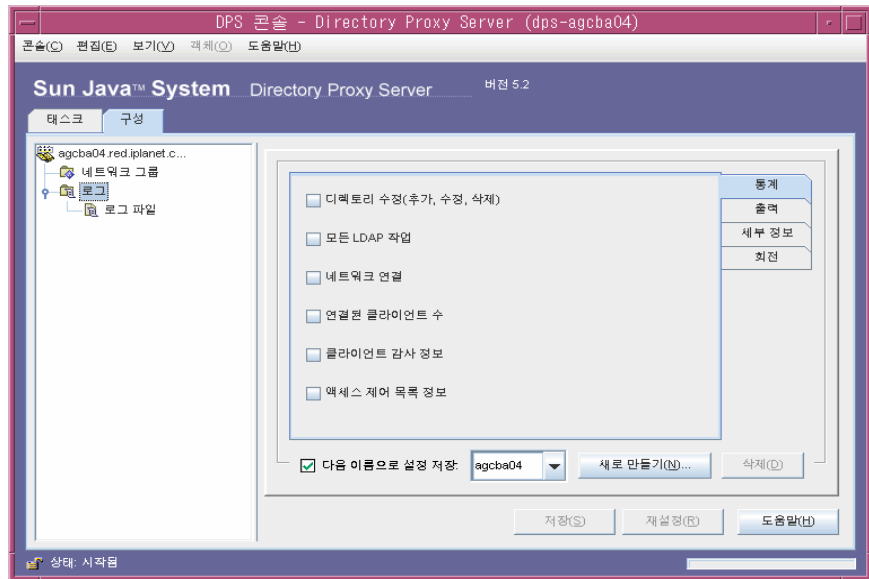 DPS 콘솔 - Directory Proxy Server (dps-agcba04)
콘솔(C) 편집(E) 보기(V) 객체(O) 도움말(H)
Sun Java™ System Directory Proxy Server 버전 5.2
태스크 구성
agcba04.red.iplanet.c...
네트워크 그룹
로그
로그 파일
디렉토리 수정(추가, 수정, 삭제)
모든 LDAP 작업
네트워크 연결
연결된 클라이언트 수
클라이언트 감사 정보
액세스 제어 목록 정보
통계
출력
세부 정보
회전
다음 이름으로 설정 저장: agcba04 새로 만들기(N)... 삭제(D)
저장(S) 재설정(R) 도움말(H)
상태: 시작됨